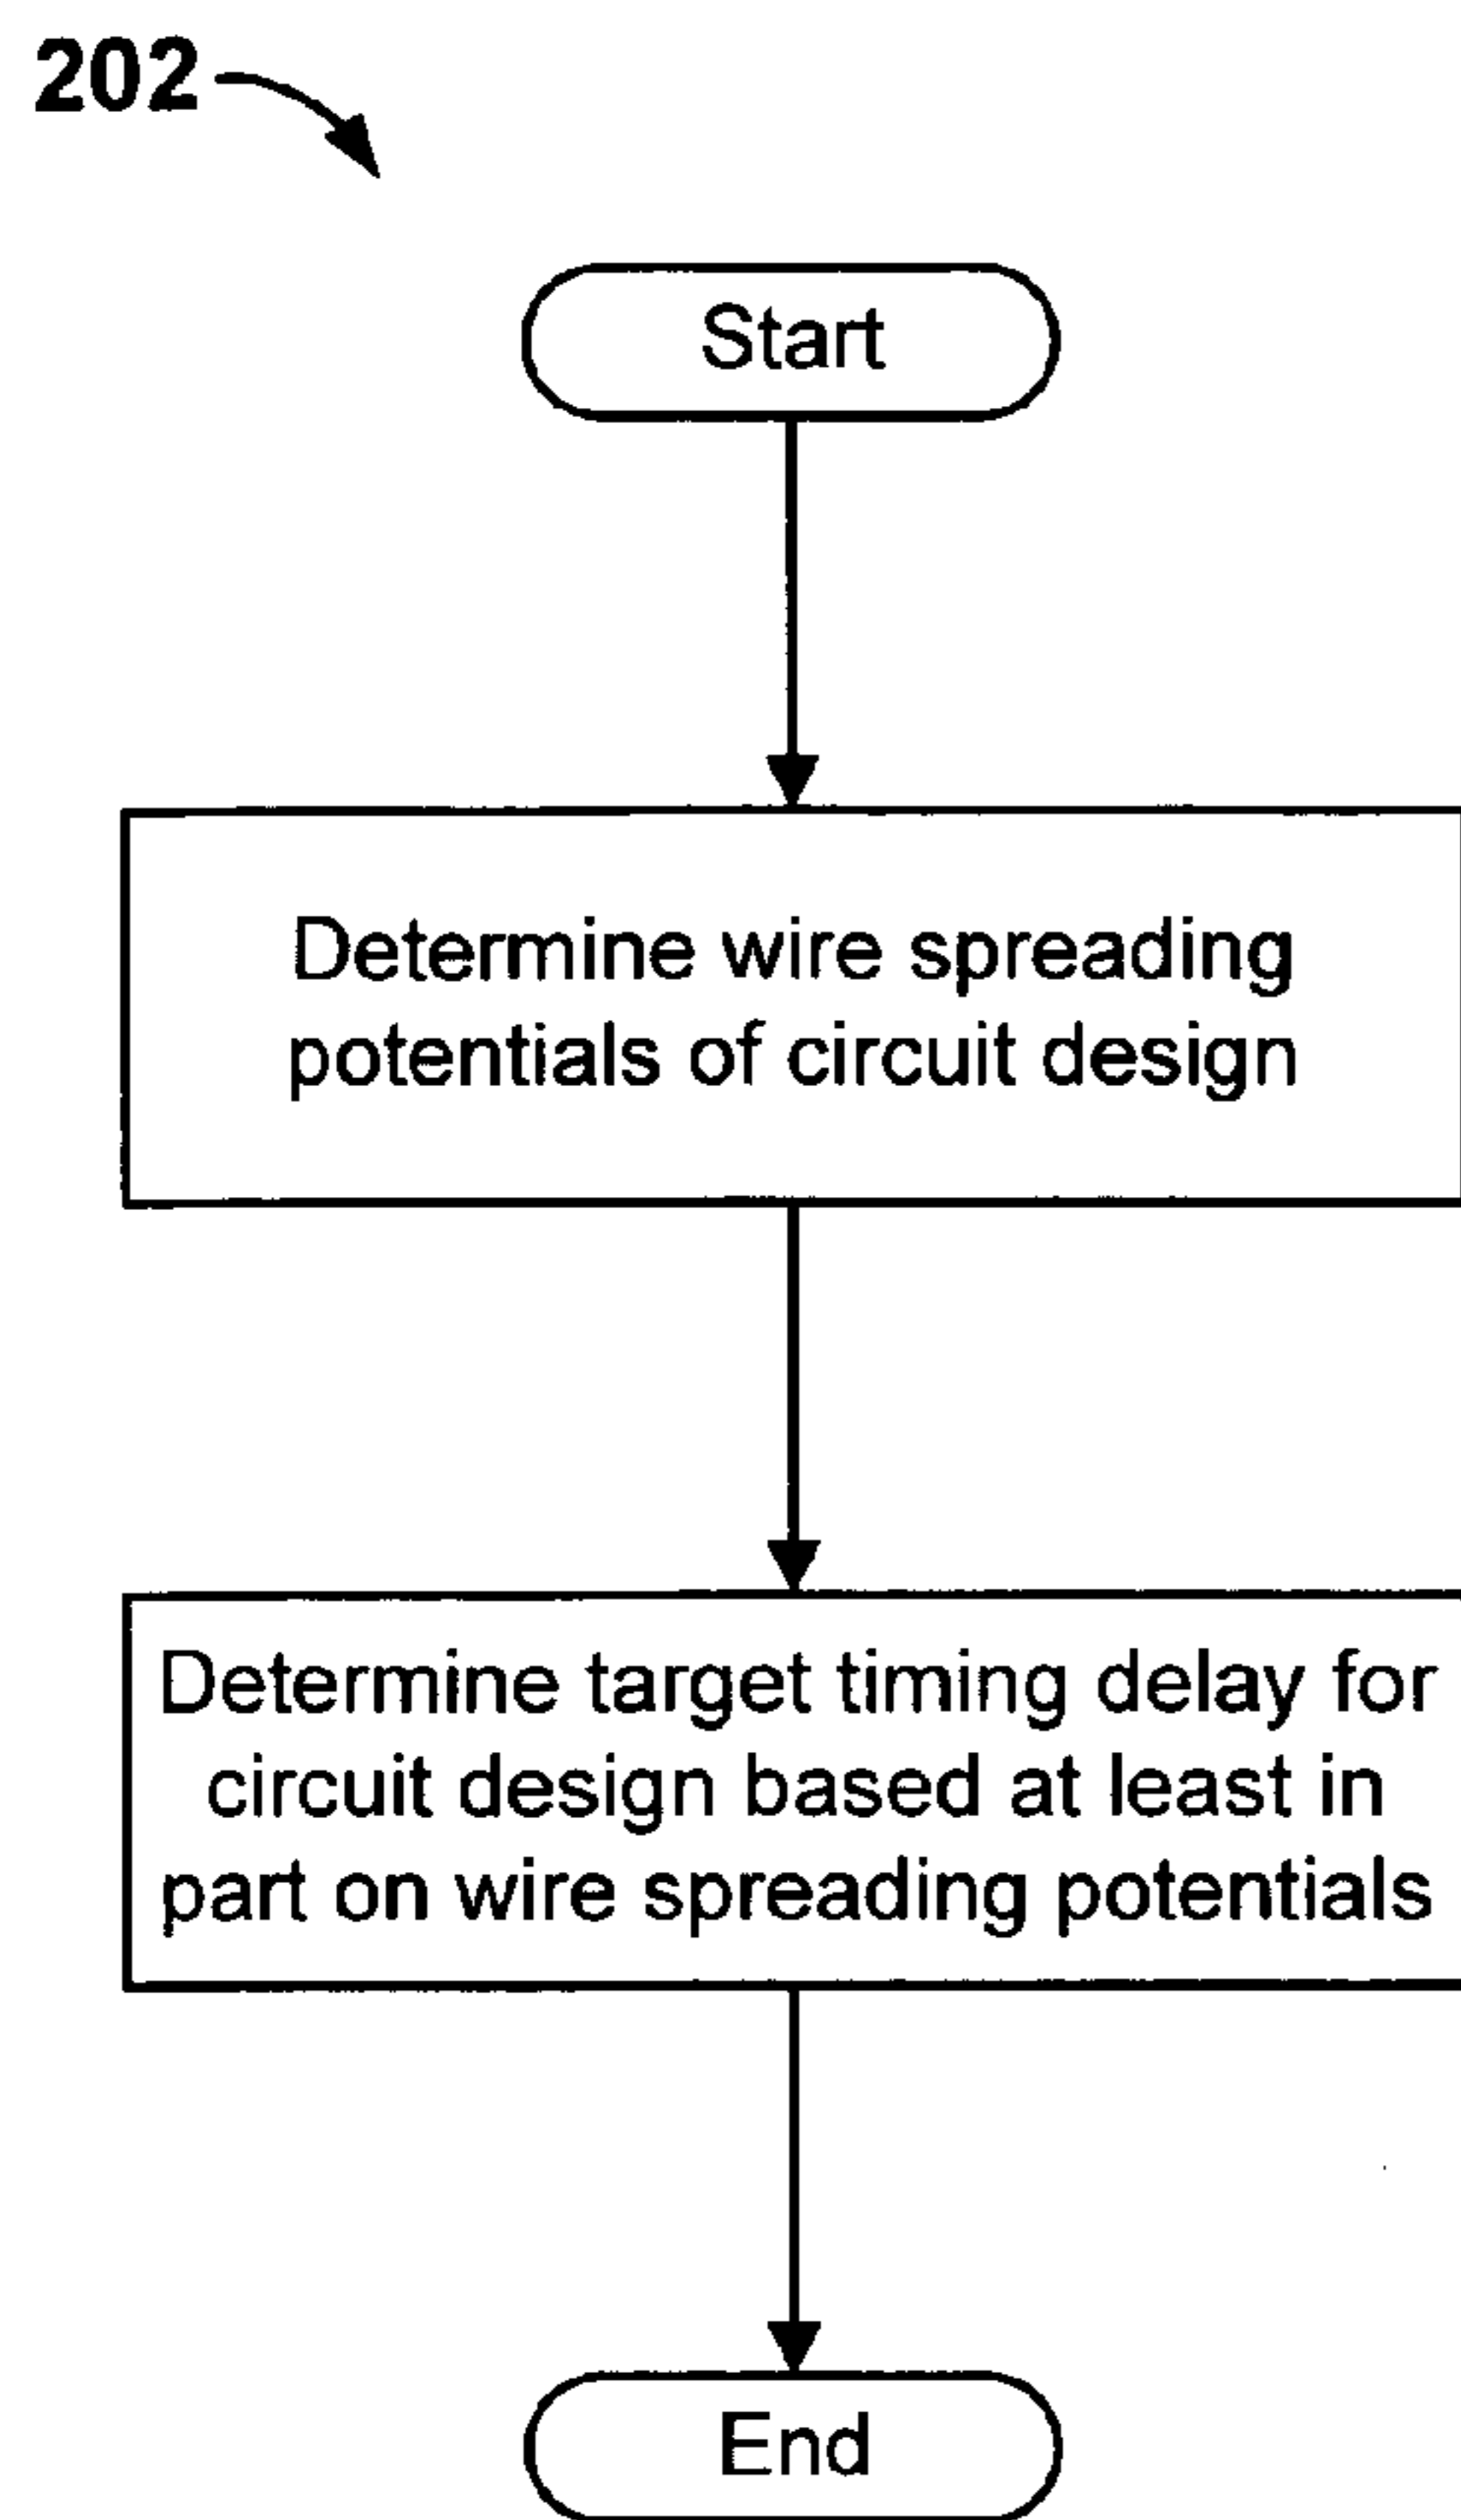 202
Start
Determine wire spreading
potentials of circuit design
Determine target timing delay for
circuit design based at least in
part on wire spreading potentials
End